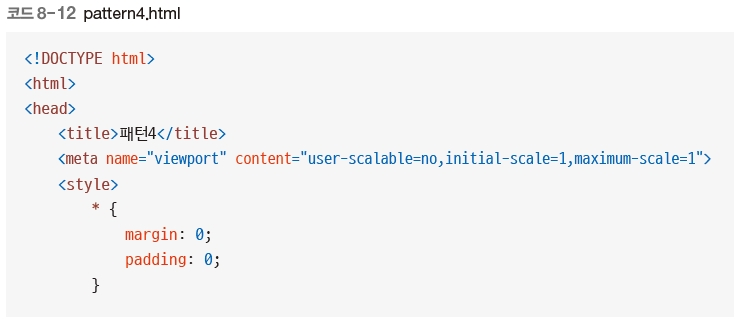 코드 8-12 pattern4.html
<!DOCTYPE html>
<html>
<head>
    <title>패턴4</title>
    <meta name="viewport" content="user-scalable=no,initial-scale=1,maximum-scale=1">
    <style>
        * {
            margin: 0;
            padding: 0;
        }